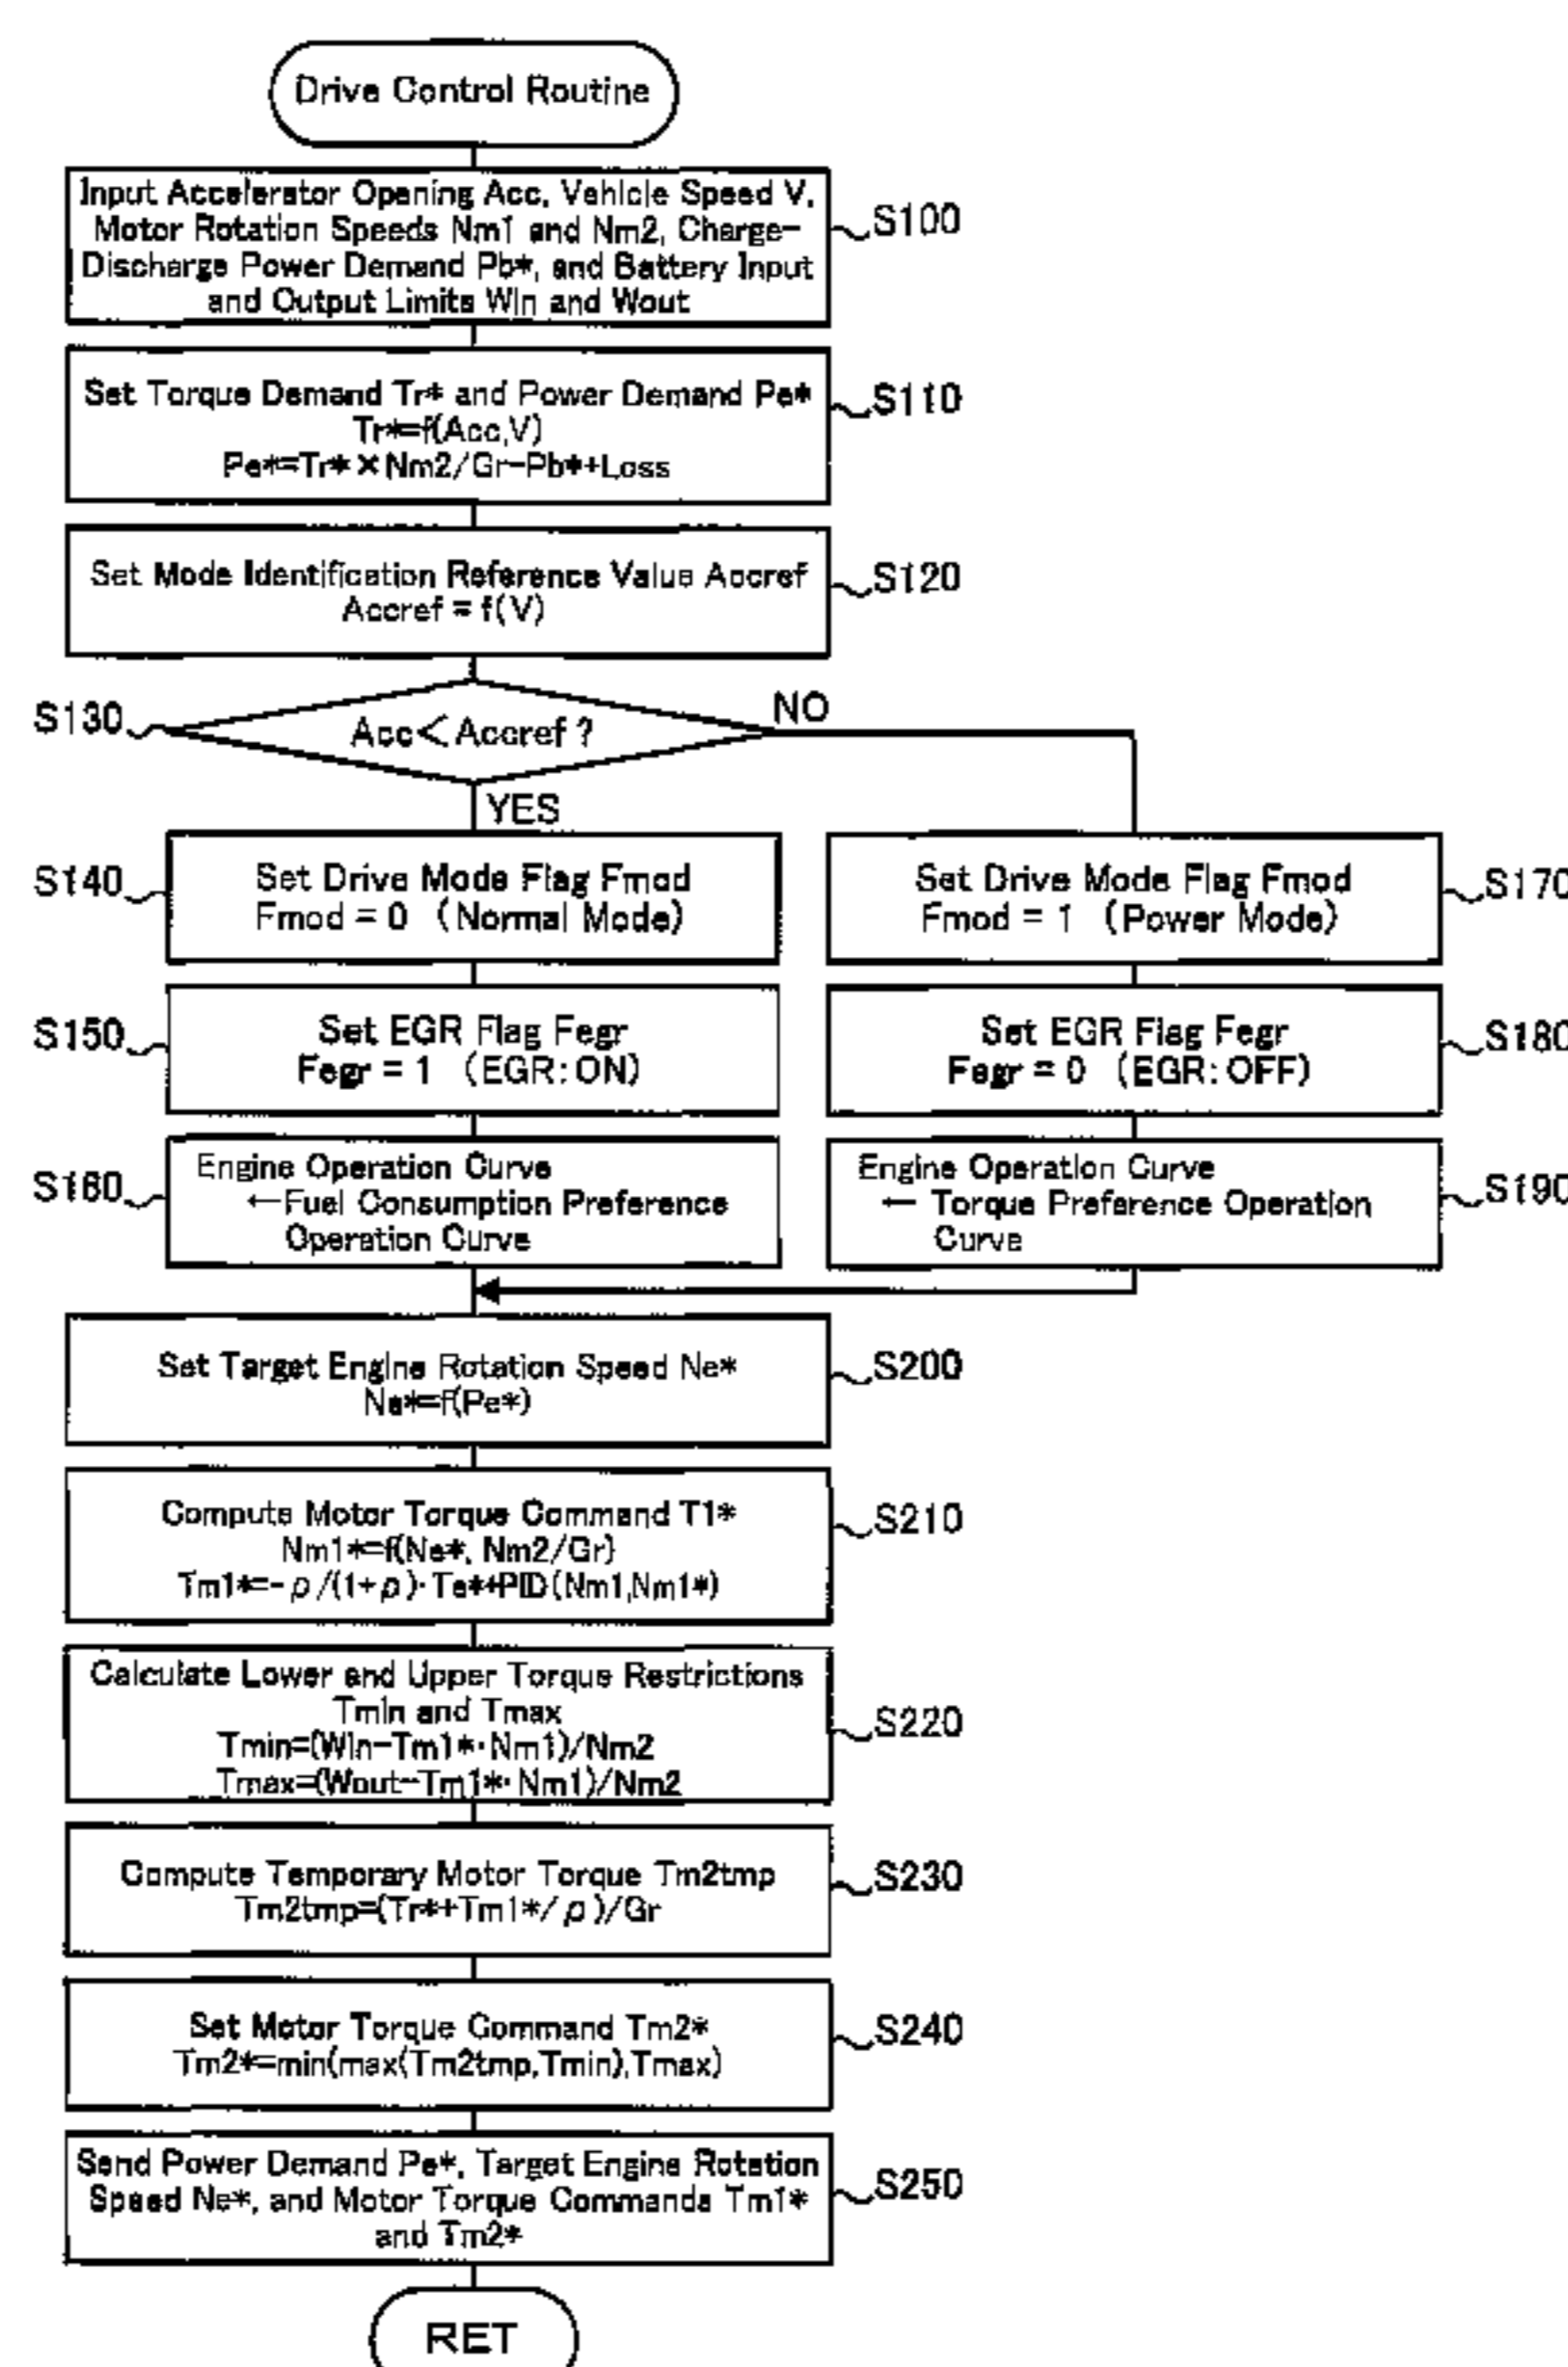 Drive Control Routine
Input Accelerator Opening Acc, Vehicle Speed V,
Motor Rotation Speeds Nm1 and Nm2, Charge-
Discharge Power Demand Pb*, and Battery Input
and Output Limits Win and Wout
S100
Set Torque Demand Tr* and Power Demand Pe*
Tr*=f(Acc,V)
Pe*=Tr*×Nm2/Gr-Pb*+Loss
S110
Set Mode Identification Reference Value Accref
Accref = f(V)
S120
S130
Acc<Accref?
NO
YES
S140
Set Drive Mode Flag Fmod
Fmod = 0 (Normal Mode)
Set Drive Mode Flag Fmod
Fmod = 1 (Power Mode)
S170
S150
Set EGR Flag Fegr
Fegr = 1 (EGR:ON)
Set EGR Flag Fegr
Fegr = 0 (EGR:OFF)
S180
S160
Engine Operation Curve
←Fuel Consumption Preference
Operation Curve
Engine Operation Curve
← Torque Preference Operation
Curve
S190
Set Target Engine Rotation Speed Ne*
Ne*=f(Pe*)
S200
Compute Motor Torque Command T1*
Nm1*=f(Ne*, Nm2/Gr)
Tm1*=-ρ/(1+ρ)·Te*+PID(Nm1,Nm1*)
S210
Calculate Lower and Upper Torque Restrictions
Tmin and Tmax
Tmin=(Win-Tm1*·Nm1)/Nm2
Tmax=(Wout-Tm1*·Nm1)/Nm2
S220
Compute Temporary Motor Torque Tm2tmp
Tm2tmp=(Tr*+Tm1*/ρ)/Gr
S230
Set Motor Torque Command Tm2*
Tm2*=min(max(Tm2tmp,Tmin),Tmax)
S240
Send Power Demand Pe*, Target Engine Rotation
Speed Ne*, and Motor Torque Commands Tm1*
and Tm2*
S250
RET